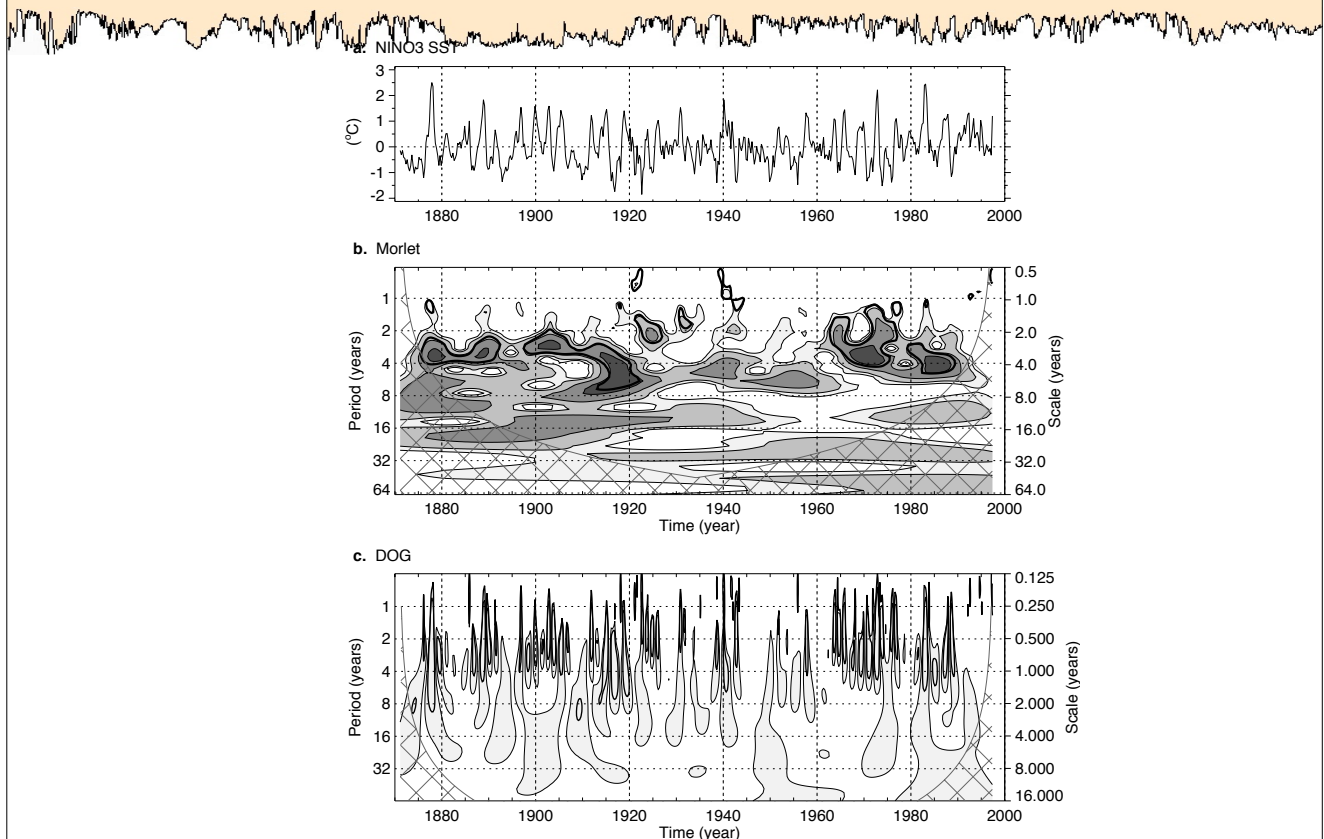 a. NINO3 SST
3
2
1
0
-1
-2
(°C)
1880 1900 1920 1940 1960 1980 2000
b. Morlet
1
2
4
8
16
32
64
Period (years)
0.5
1.0
2.0
4.0
8.0
16.0
32.0
64.0
Scale (years)
1880 1900 1920 1940 1960 1980 2000
Time (year)
c. DOG
1
2
4
8
16
32
Period (years)
0.125
0.250
0.500
1.000
2.000
4.000
8.000
16.000
Scale (years)
1880 1900 1920 1940 1960 1980 2000
Time (year)